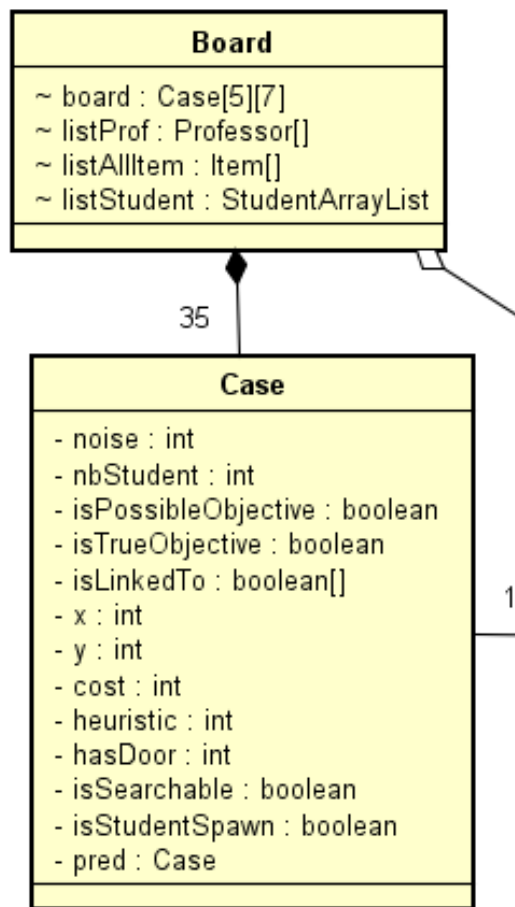 Board
~ board : Case[5][7]
~ listProf : Professor[]
~ listAllItem : Item[]
~ listStudent : StudentArrayList
35
Case
- noise : int
- nbStudent : int
- isPossibleObjective : boolean
- isTrueObjective : boolean
- isLinkedTo : boolean[]
- x : int
- y : int
- cost : int
- heuristic : int
- hasDoor : int
- isSearchable : boolean
- isStudentSpawn : boolean
- pred : Case
1